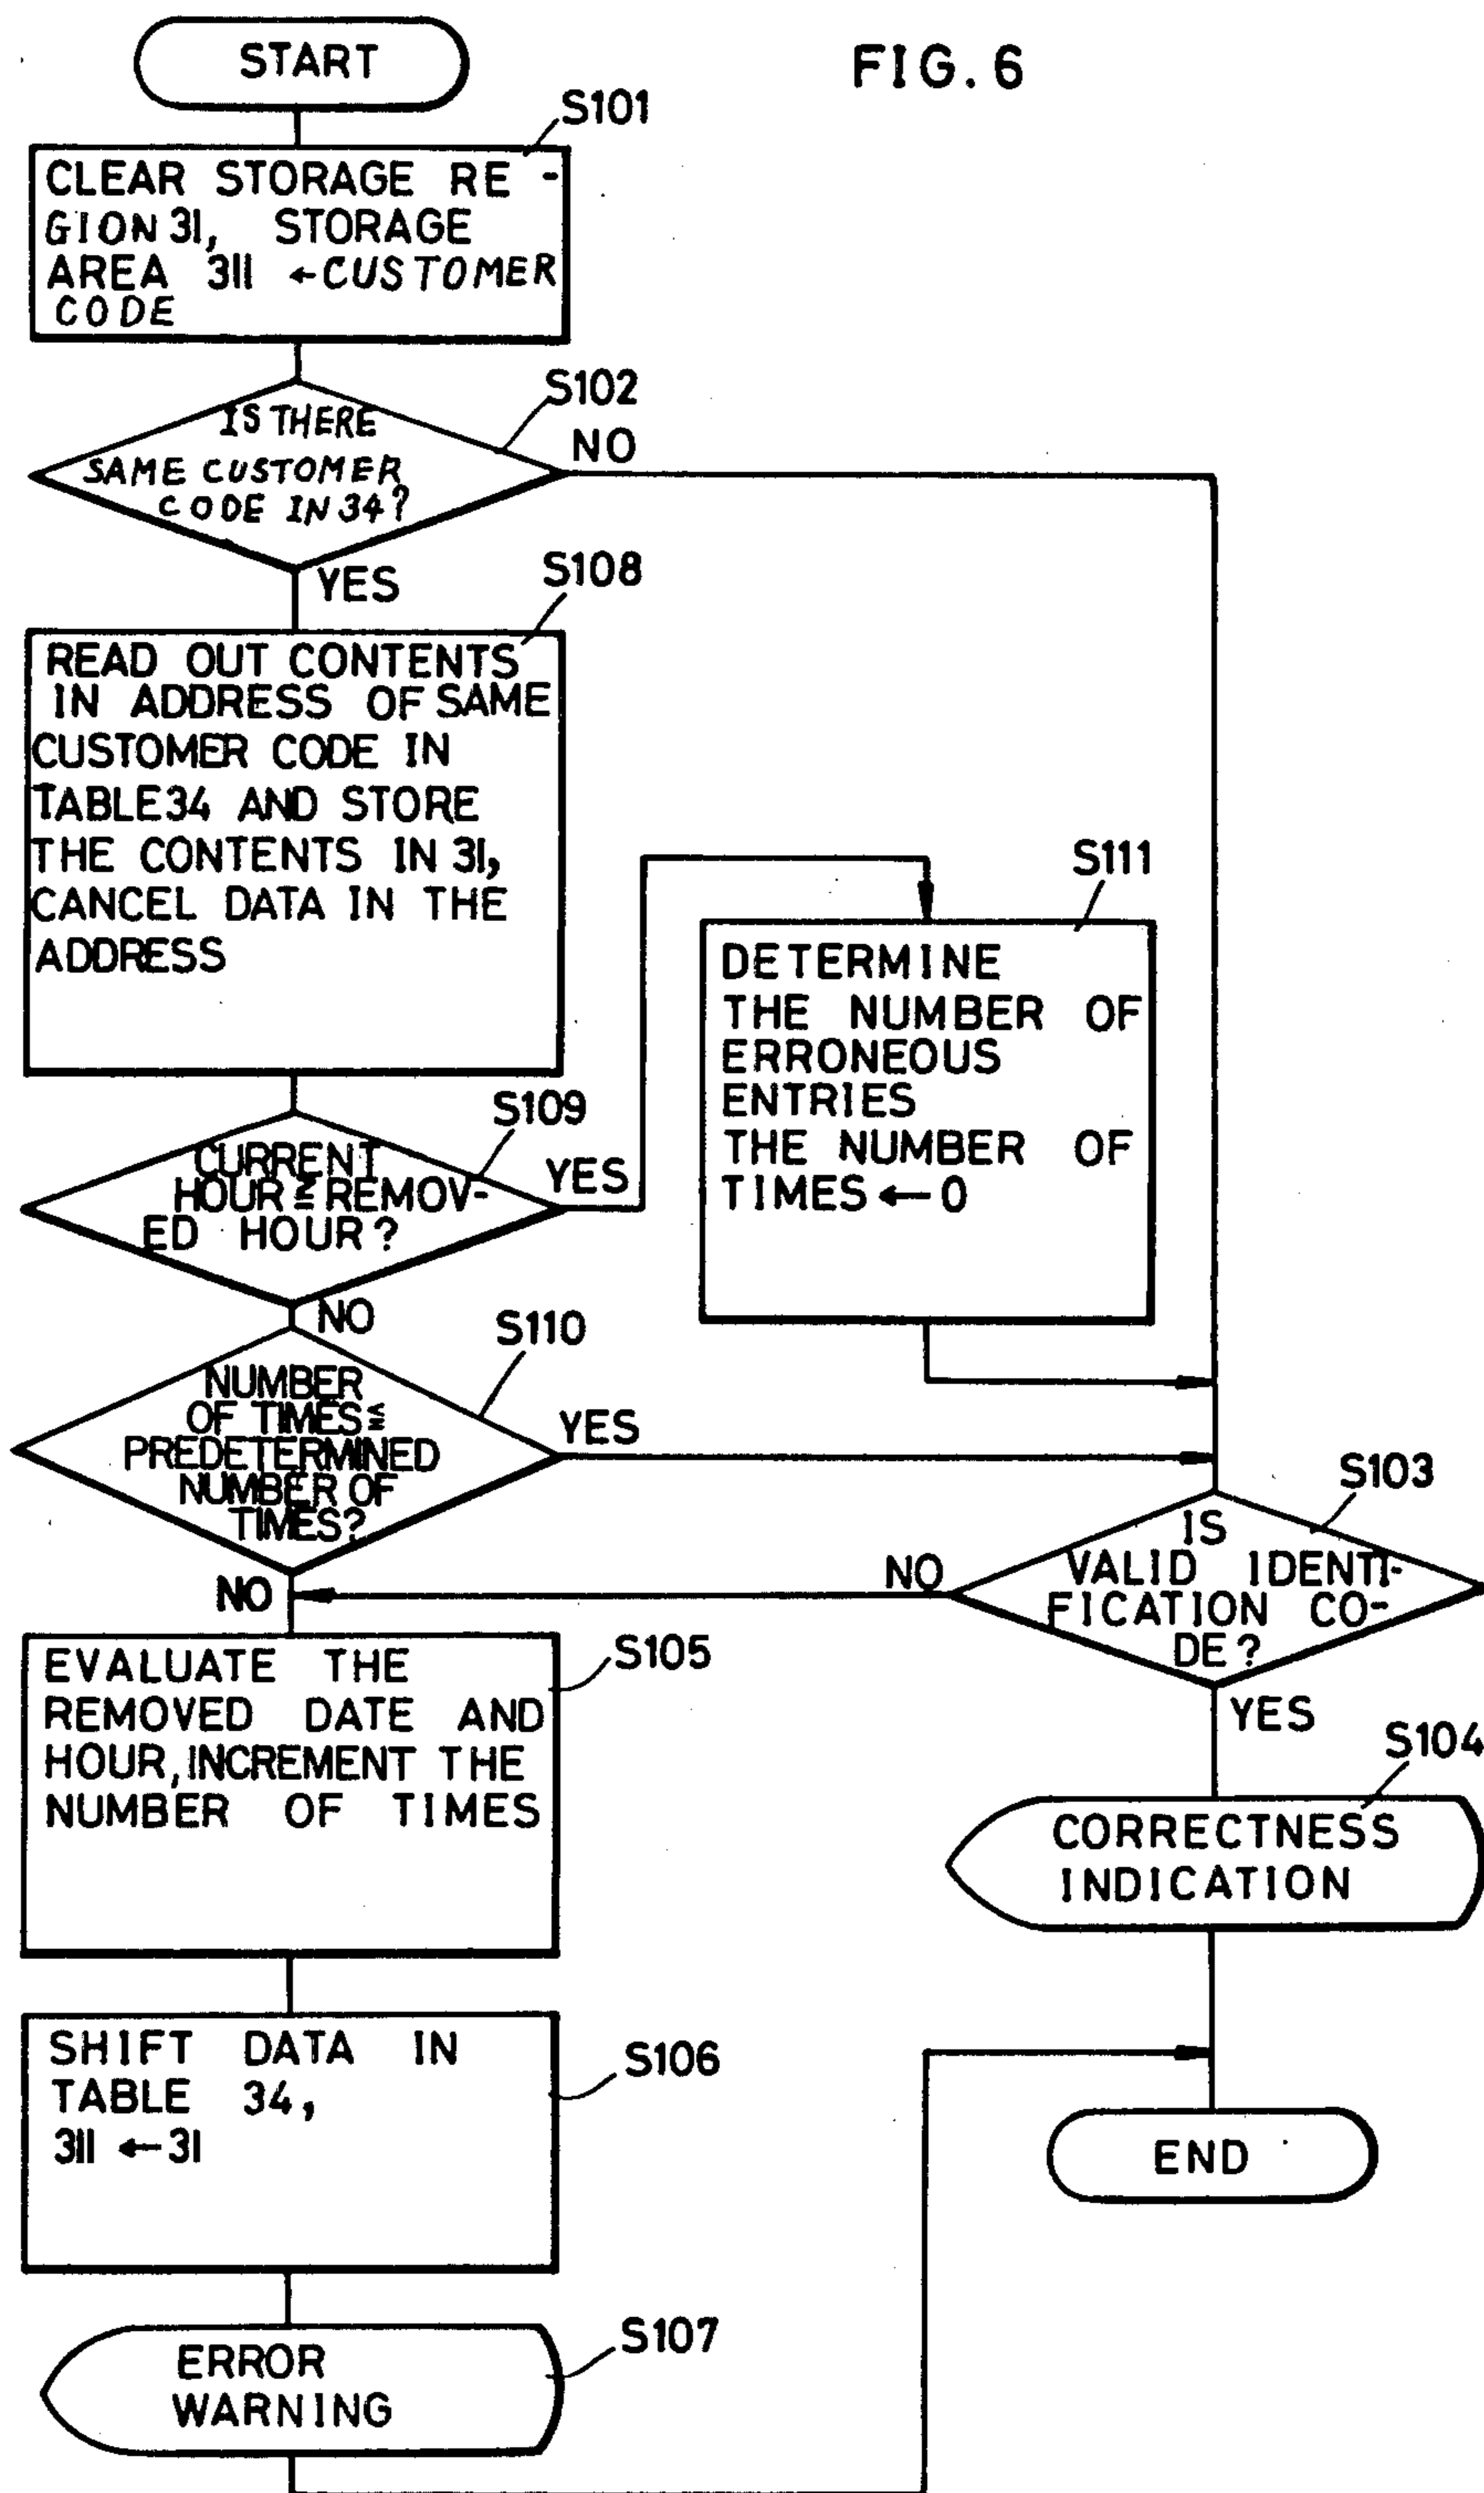 START
FIG. 6
S101
CLEAR STORAGE RE-
GION 31, STORAGE
AREA 311 ←CUSTOMER
CODE
S102
IS THERE
SAME CUSTOMER
CODE IN 34?
NO
YES
S108
READ OUT CONTENTS
IN ADDRESS OF SAME
CUSTOMER CODE IN
TABLE34 AND STORE
THE CONTENTS IN 31,
CANCEL DATA IN THE
ADDRESS
S111
DETERMINE
THE NUMBER OF
ERRONEOUS
ENTRIES
THE NUMBER OF
TIMES ← 0
S109
CURRENT
HOUR ≧ REMOV-
ED HOUR?
YES
NO
S110
NUMBER
OF TIMES ≦
PREDETERMINED
NUMBER OF
TIMES?
YES
NO
S103
IS
VALID IDENTI-
FICATION CO-
DE?
NO
YES
S105
EVALUATE THE
REMOVED DATE AND
HOUR, INCREMENT THE
NUMBER OF TIMES
S104
CORRECTNESS
INDICATION
S106
SHIFT DATA IN
TABLE 34,
311 ← 31
END
S107
ERROR
WARNING